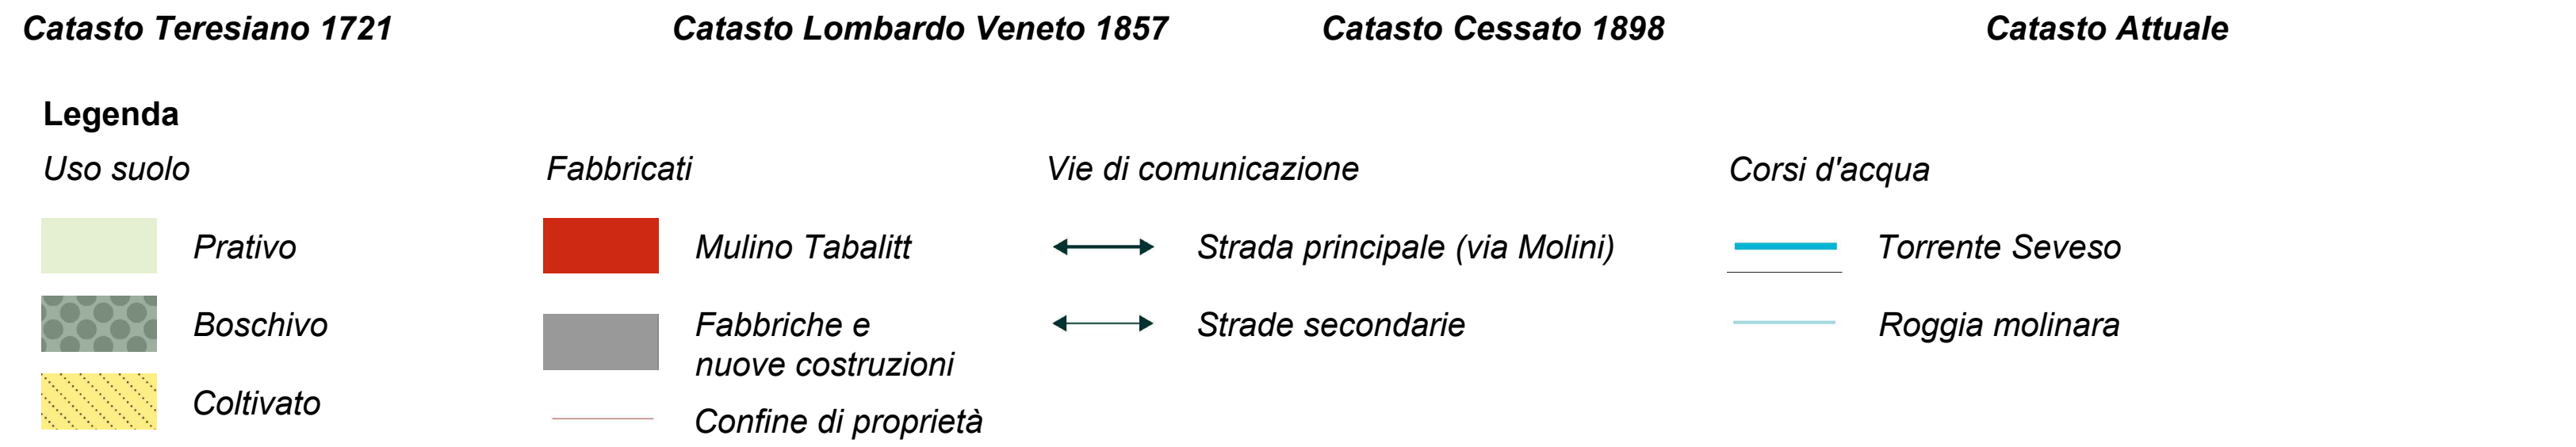 Catasto Teresiano 1721
Catasto Lombardo Veneto 1857
Catasto Cessato 1898
Catasto Attuale
Legenda
Uso suolo
Prativo
Boschivo
Coltivato
Fabbricati
Mulino Tabalitt
Fabbriche e
nuove costruzioni
Confine di proprietà
Vie di comunicazione
Strada principale (via Molini)
Strade secondarie
Corsi d'acqua
Torrente Seveso
Roggia molinara